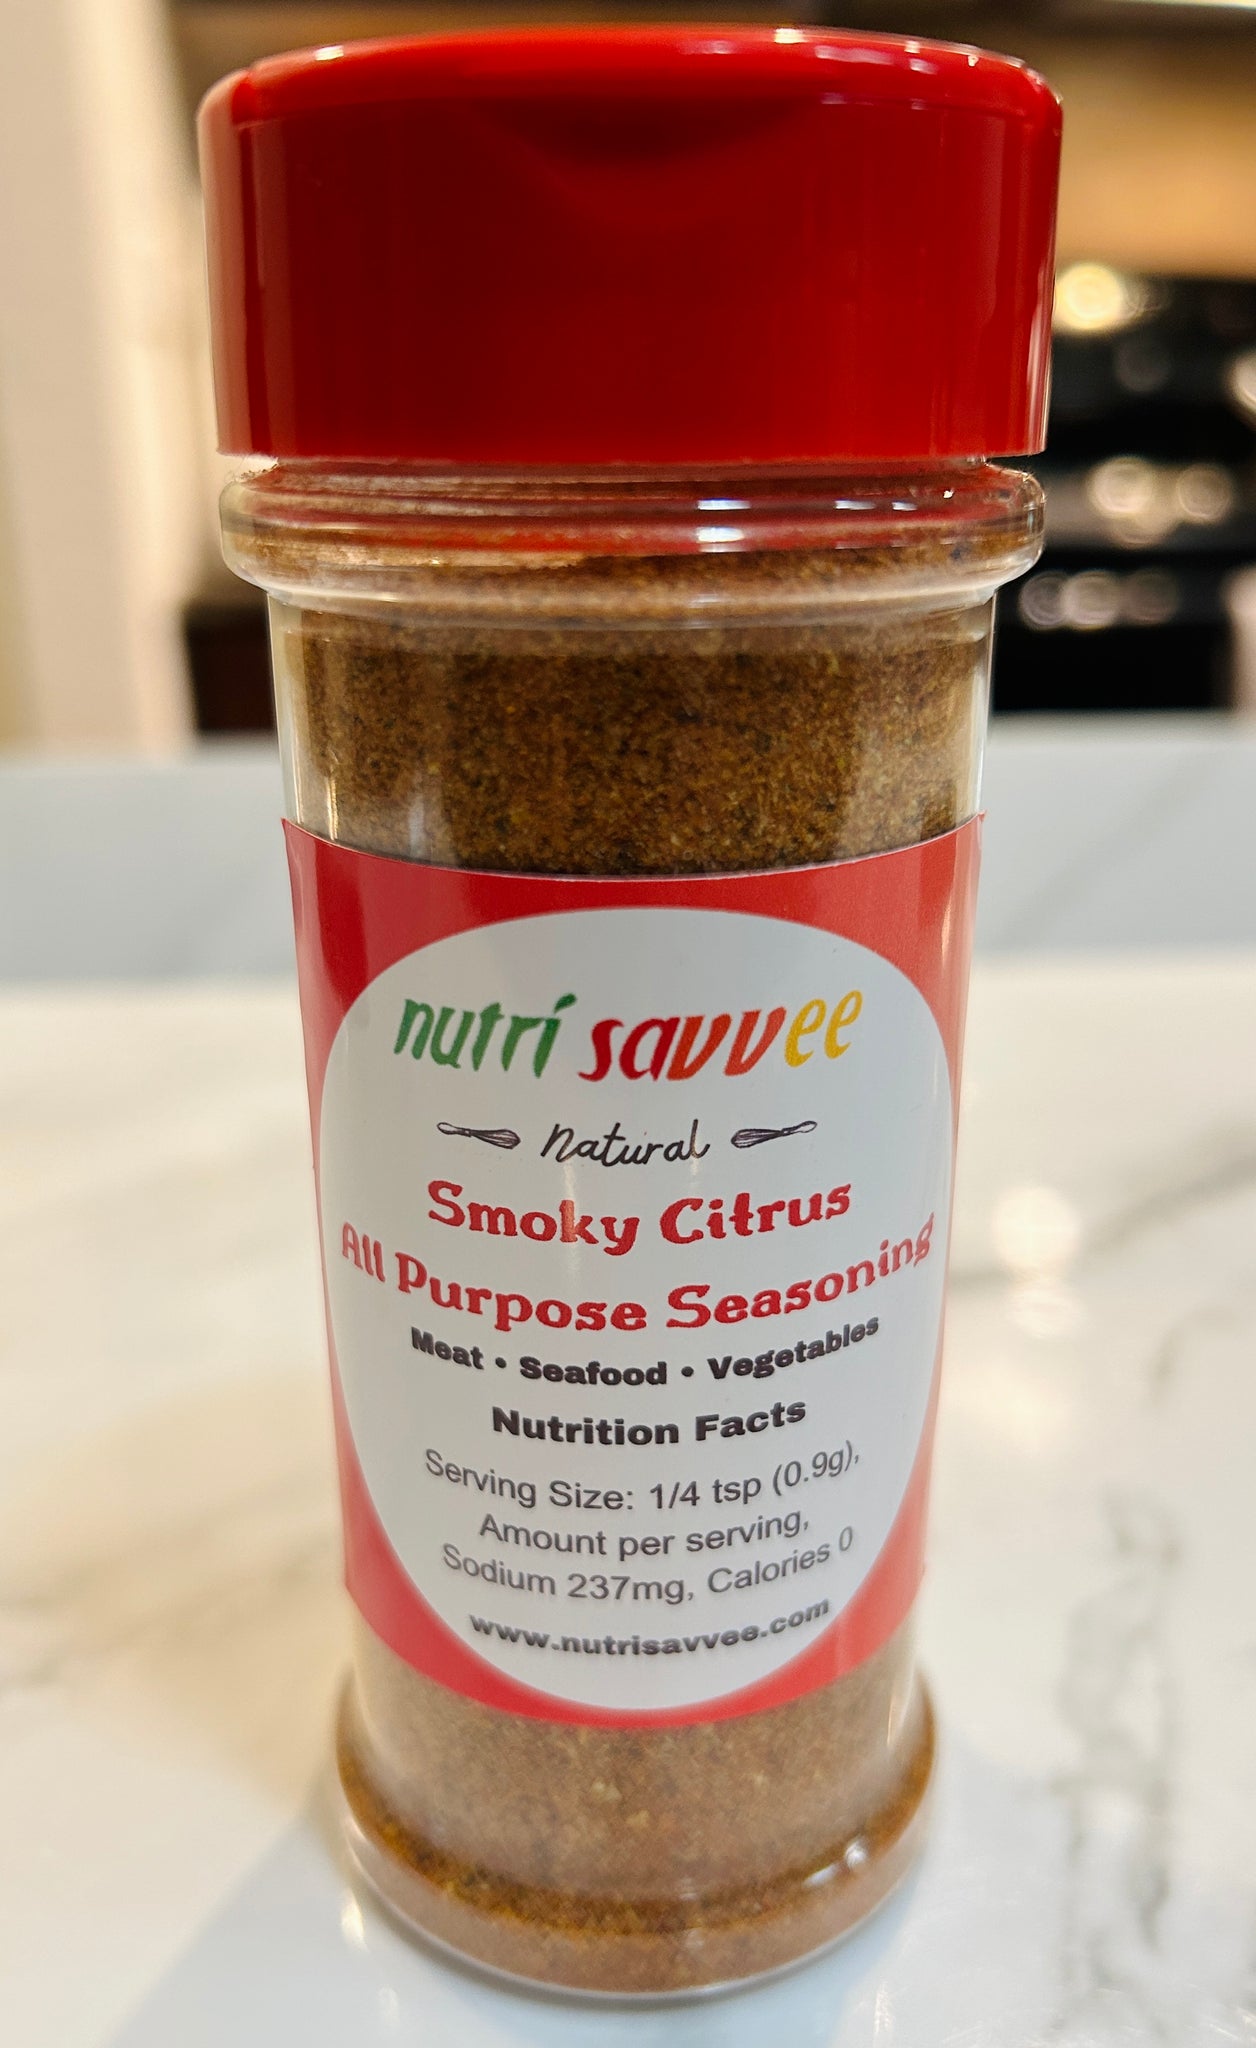 nutrí savvee
Natural
Smoky Citrus
All Purpose Seasoning
Meat • Seafood • Vegetables
Nutrition Facts
Serving Size: 1/4 tsp (0.9g),
Amount per serving,
Sodium 237mg, Calories 0
www.nutrisavvee.com